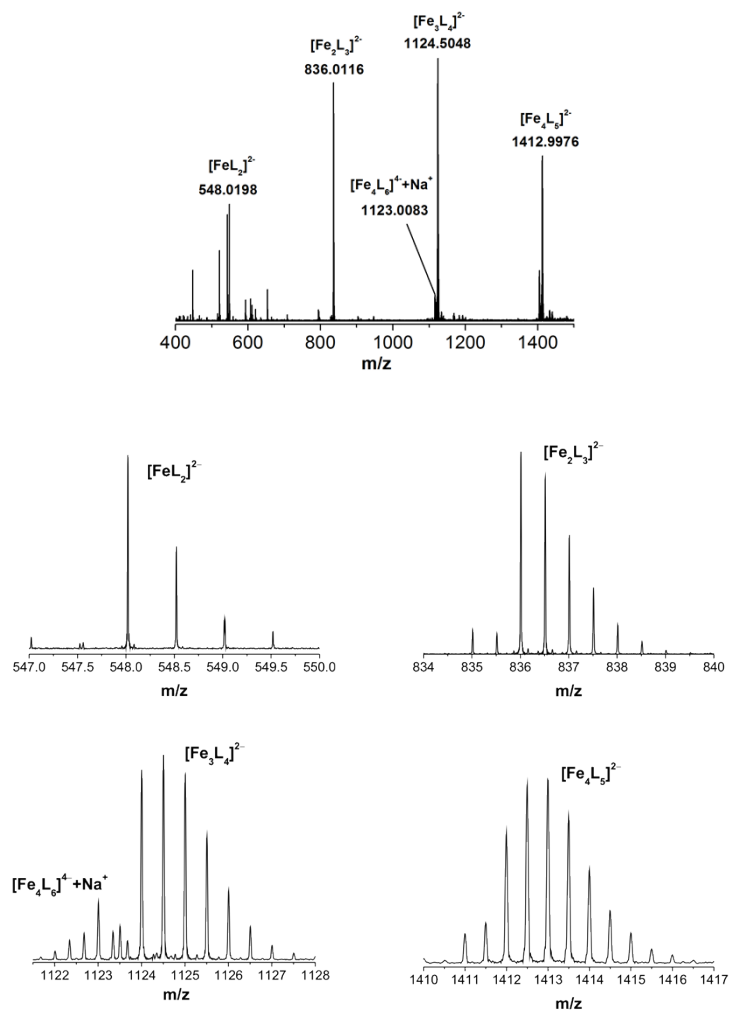 [Fe₃L₄]²⁻
1124.5048
[Fe₂L₃]²⁻
836.0116
[Fe₄L₅]²⁻
1412.9976
[FeL₂]²⁻
548.0198
[Fe₄L₆]⁴⁻+Na⁺
1123.0083
400 600 800 1000 1200 1400
m/z
[FeL₂]²⁻
547.0 547.5 548.0 548.5 549.0 549.5 550.0
m/z
[Fe₂L₃]²⁻
834 835 836 837 838 839 840
m/z
[Fe₃L₄]²⁻
[Fe₄L₆]⁴⁻+Na⁺
1122 1123 1124 1125 1126 1127 1128
m/z
[Fe₄L₅]²⁻
1410 1411 1412 1413 1414 1415 1416 1417
m/z